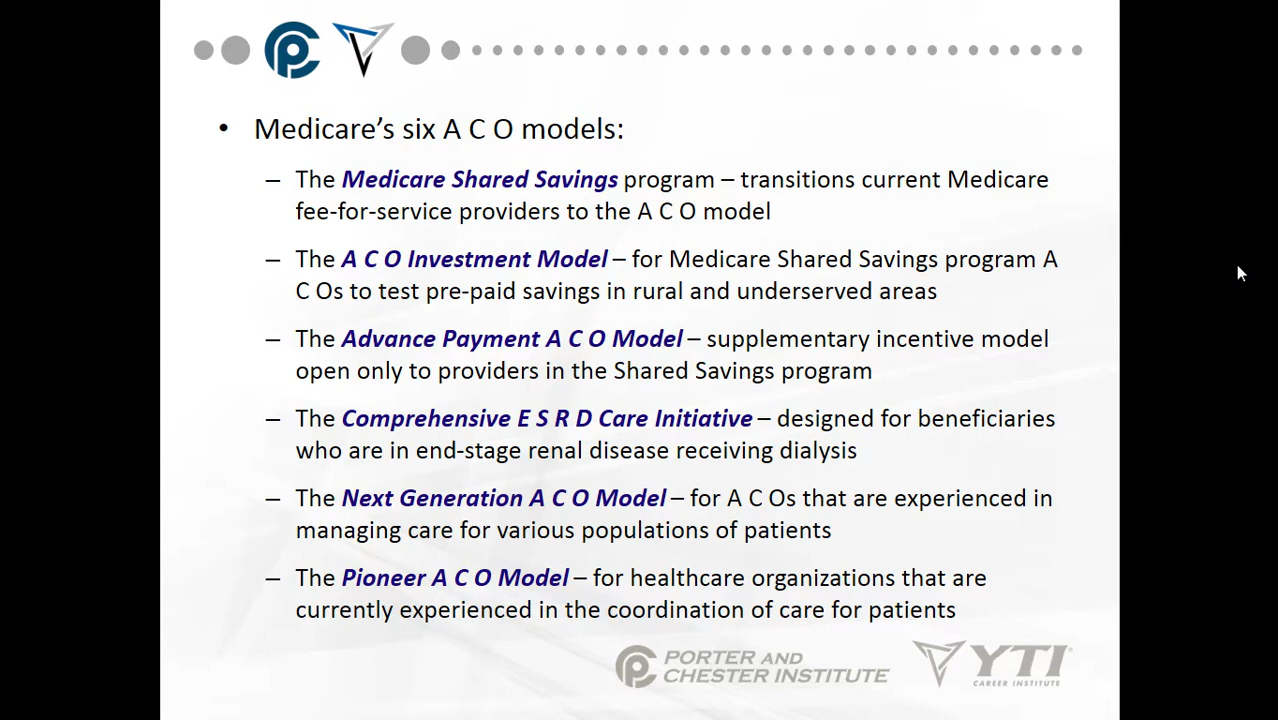 • Medicare's six A C O models:
– The Medicare Shared Savings program – transitions current Medicare
fee-for-service providers to the A C O model
– The A C O Investment Model – for Medicare Shared Savings program A
C Os to test pre-paid savings in rural and underserved areas
– The Advance Payment A C O Model – supplementary incentive model
open only to providers in the Shared Savings program
– The Comprehensive E S R D Care Initiative – designed for beneficiaries
who are in end-stage renal disease receiving dialysis
– The Next Generation A C O Model – for A C Os that are experienced in
managing care for various populations of patients
– The Pioneer A C O Model – for healthcare organizations that are
currently experienced in the coordination of care for patients
PORTER AND
CHESTER INSTITUTE
YTI®
CAREER INSTITUTE